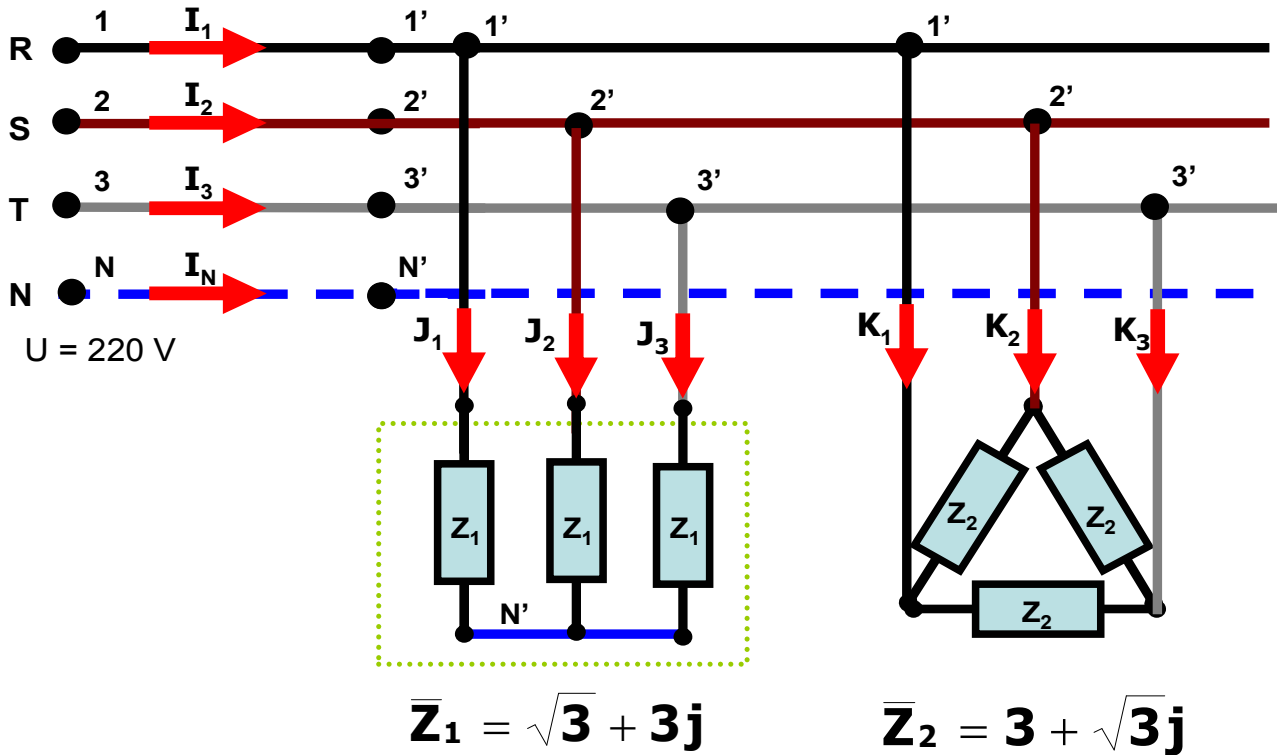 R 1 I₁ 1’ 1’ 1’
S 2 I₂ 2’ 2’ 2’
T 3 I₃ 3’ 3’ 3’
N N I_N N’
U = 220 V
J₁ J₂ J₃ K₁ K₂ K₃
Z₁ Z₁ Z₁ Z₂ Z₂
N’ Z₂
Z̅₁ = √3 + 3j Z̅₂ = 3 + √3j